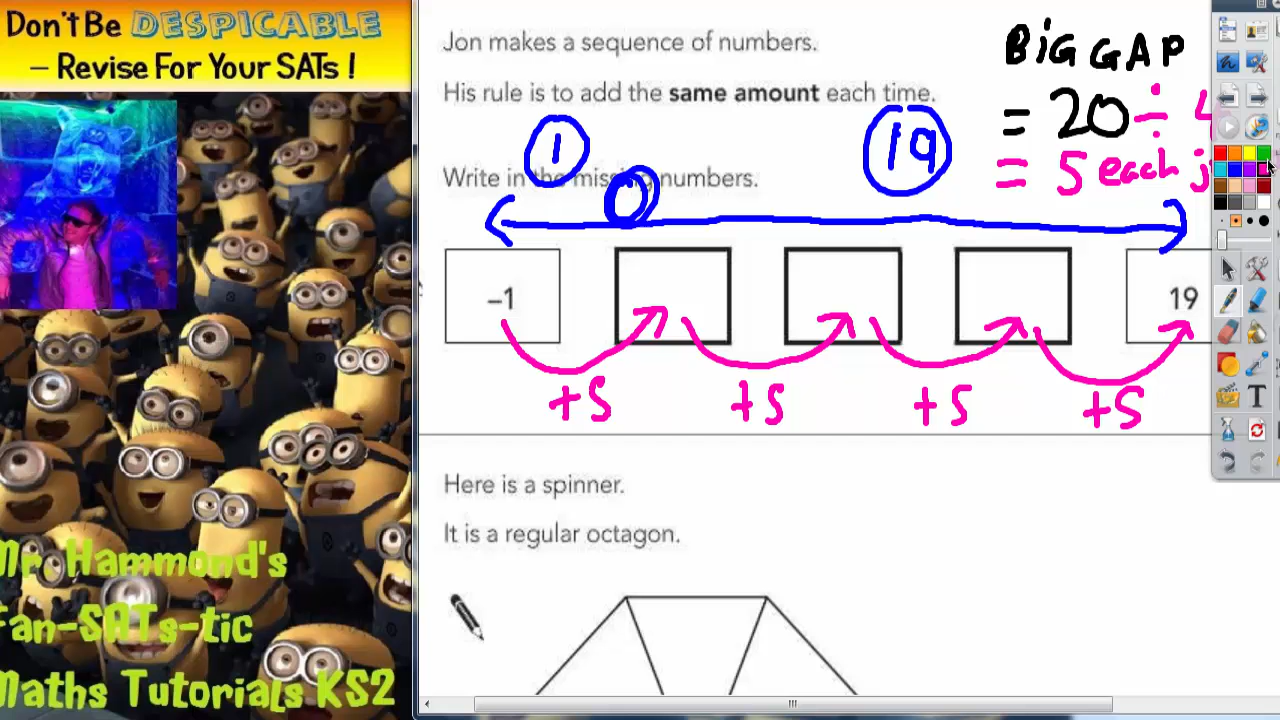 Don't Be DESPICABLE
– Revise For Your SATs !
Mr. Hammond's
Fan-SATs-tic
Maths Tutorials KS2
Jon makes a sequence of numbers.
His rule is to add the same amount each time.
Write in the missing numbers.
BiG GAP
= 20 ÷ 4
= 5 each j
1
0
19
–1
19
+5 +5 +5 +5
Here is a spinner.
It is a regular octagon.
T